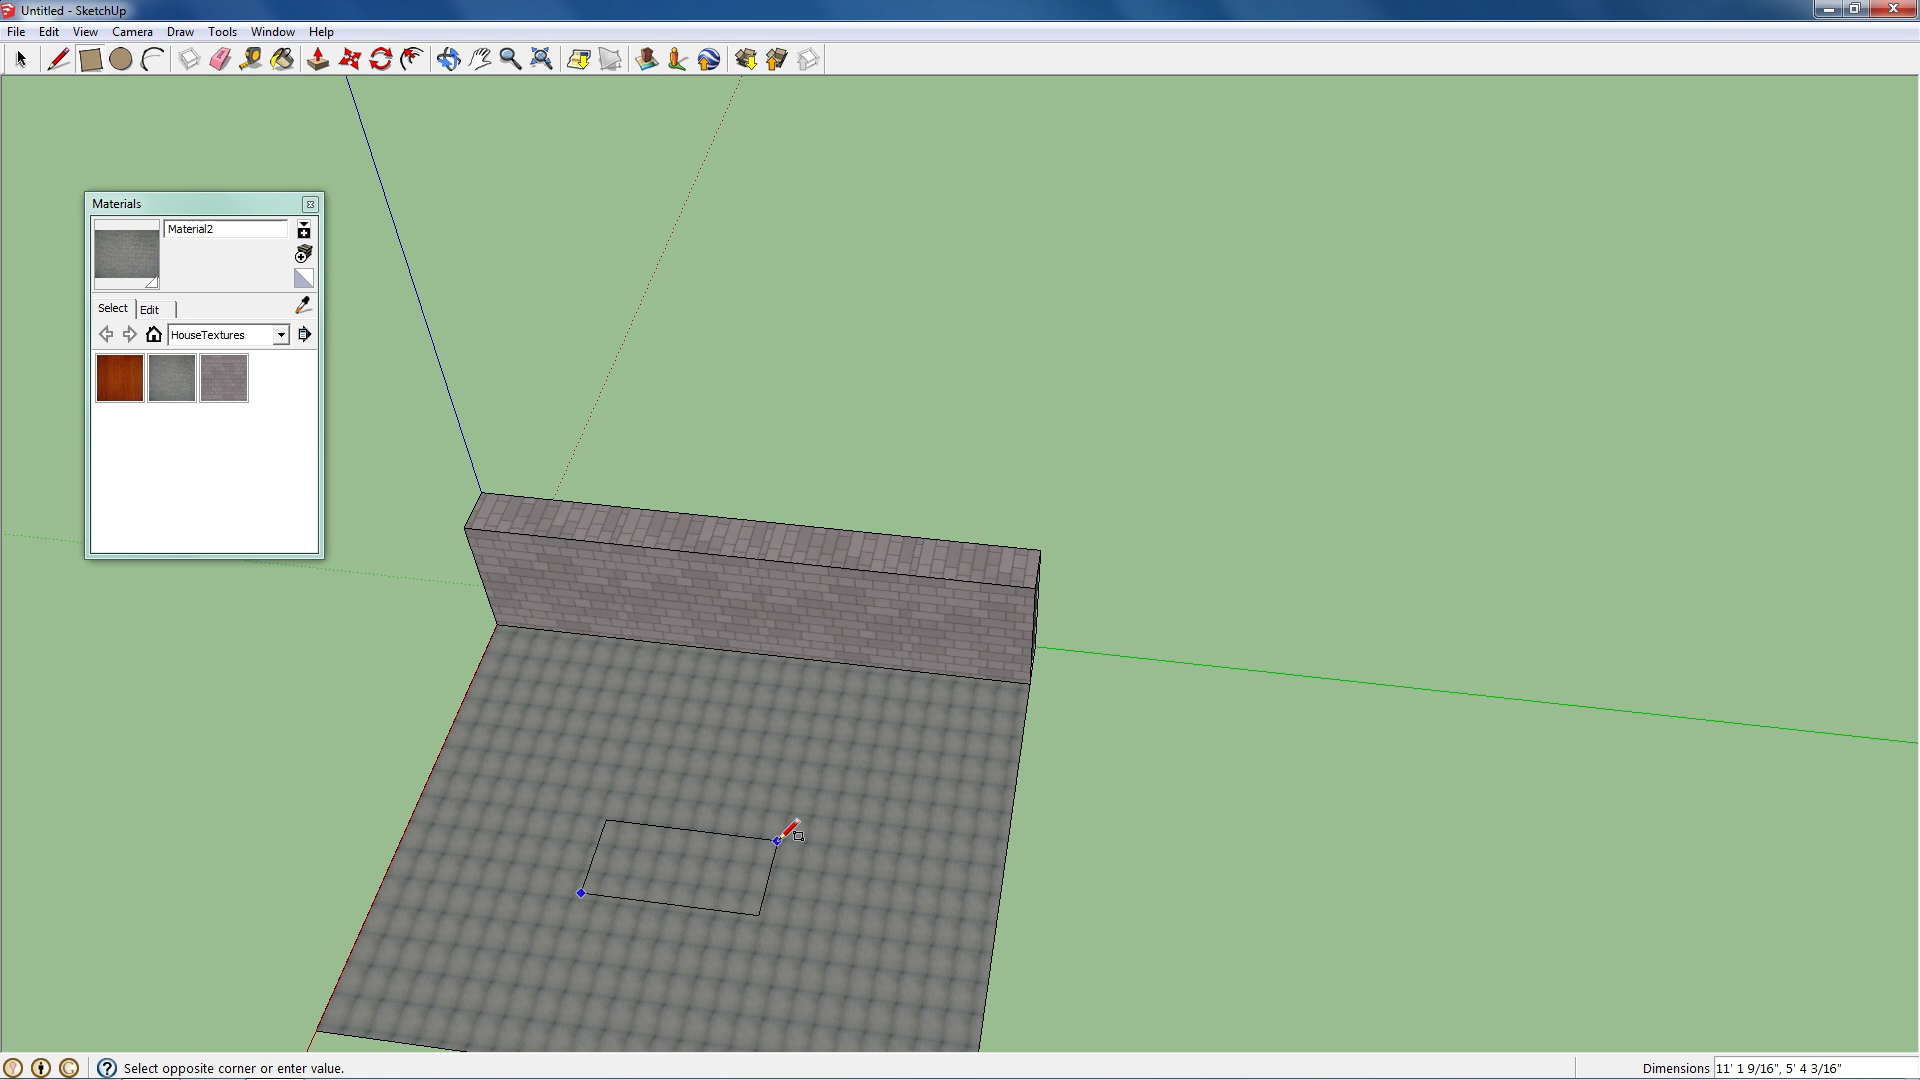 Untitled - SketchUp
File Edit View Camera Draw Tools Window Help
Materials
Material2
Select Edit
HouseTextures
Select opposite corner or enter value.
Dimensions 11' 1 9/16", 5' 4 3/16"